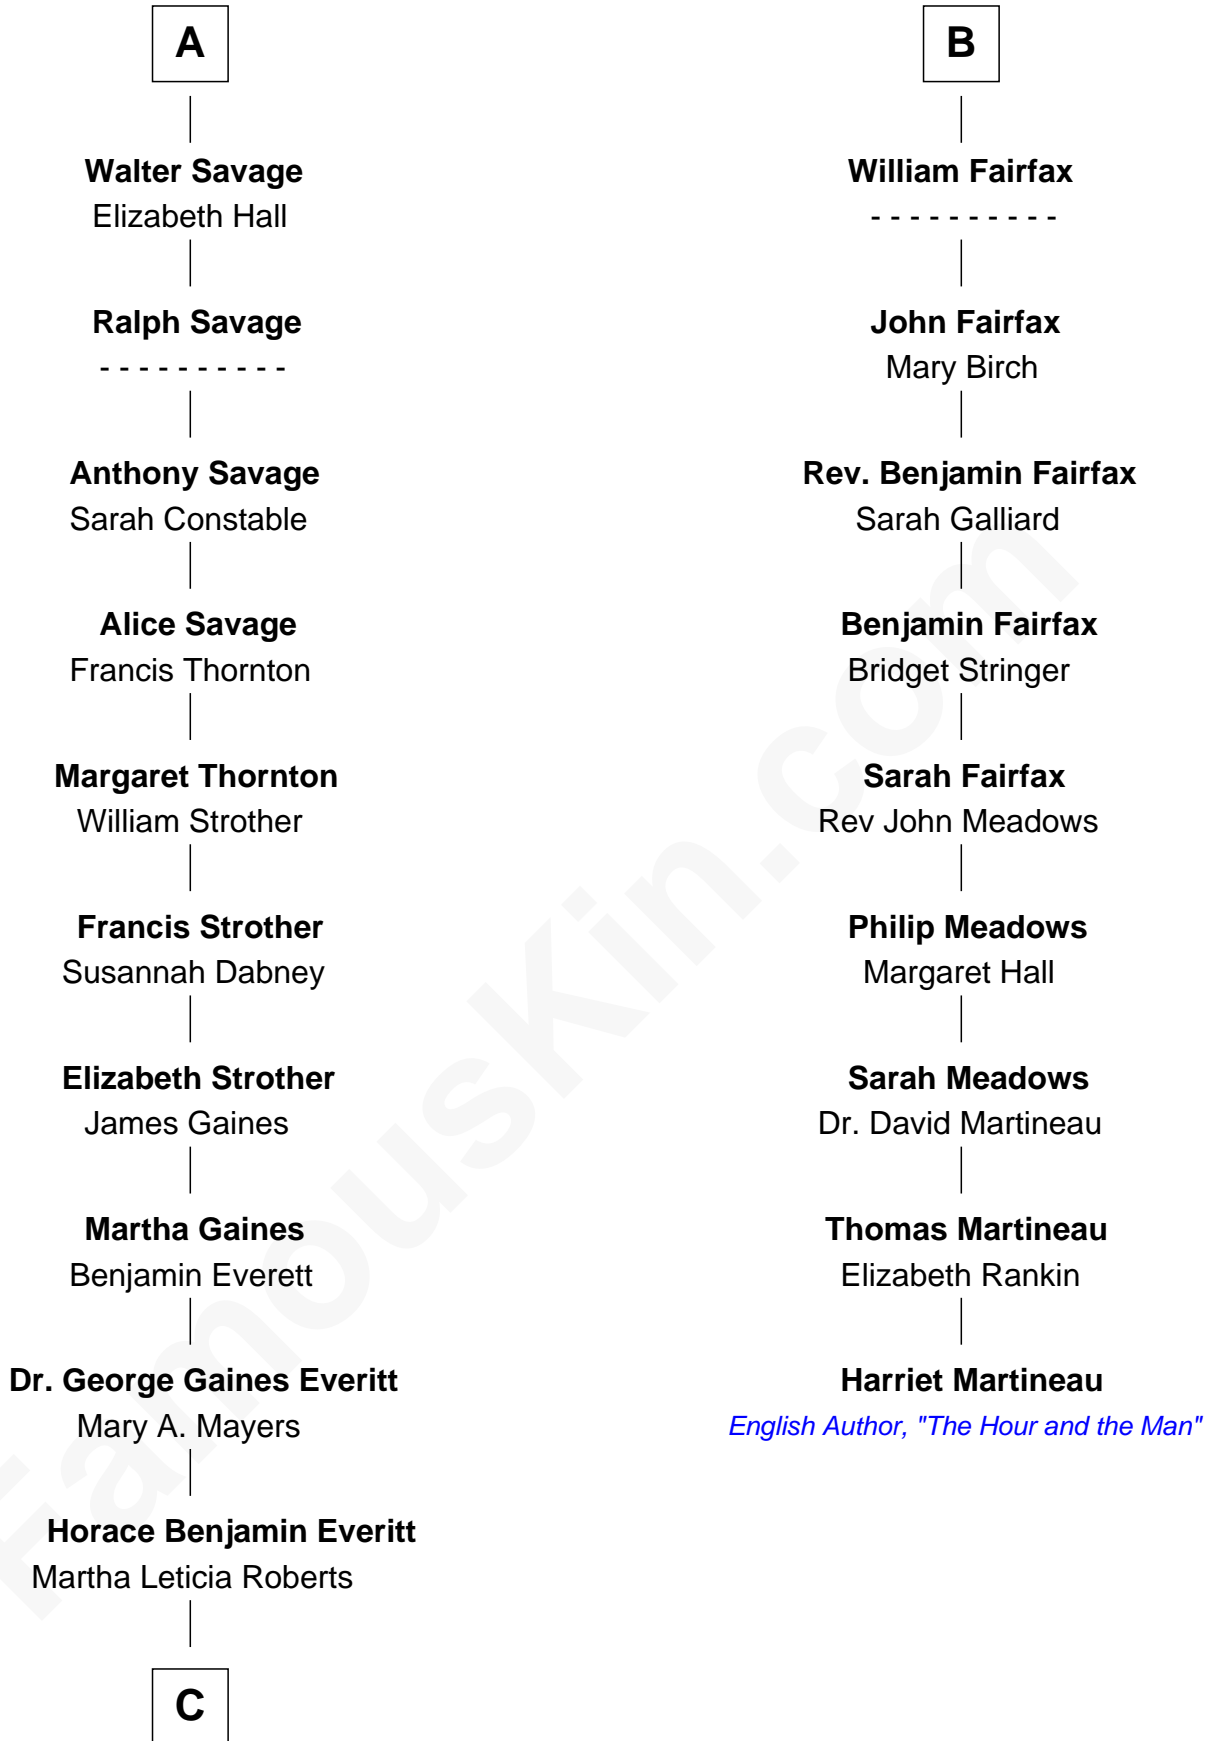 A
Walter Savage
Elizabeth Hall
Ralph Savage
- - - - - - - - - -
Anthony Savage
Sarah Constable
Alice Savage
Francis Thornton
Margaret Thornton
William Strother
Francis Strother
Susannah Dabney
Elizabeth Strother
James Gaines
Martha Gaines
Benjamin Everett
Dr. George Gaines Everitt
Mary A. Mayers
Horace Benjamin Everitt
Martha Leticia Roberts
C
B
William Fairfax
- - - - - - - - - -
John Fairfax
Mary Birch
Rev. Benjamin Fairfax
Sarah Galliard
Benjamin Fairfax
Bridget Stringer
Sarah Fairfax
Rev John Meadows
Philip Meadows
Margaret Hall
Sarah Meadows
Dr. David Martineau
Thomas Martineau
Elizabeth Rankin
Harriet Martineau
English Author, "The Hour and the Man"
FamousKin.com